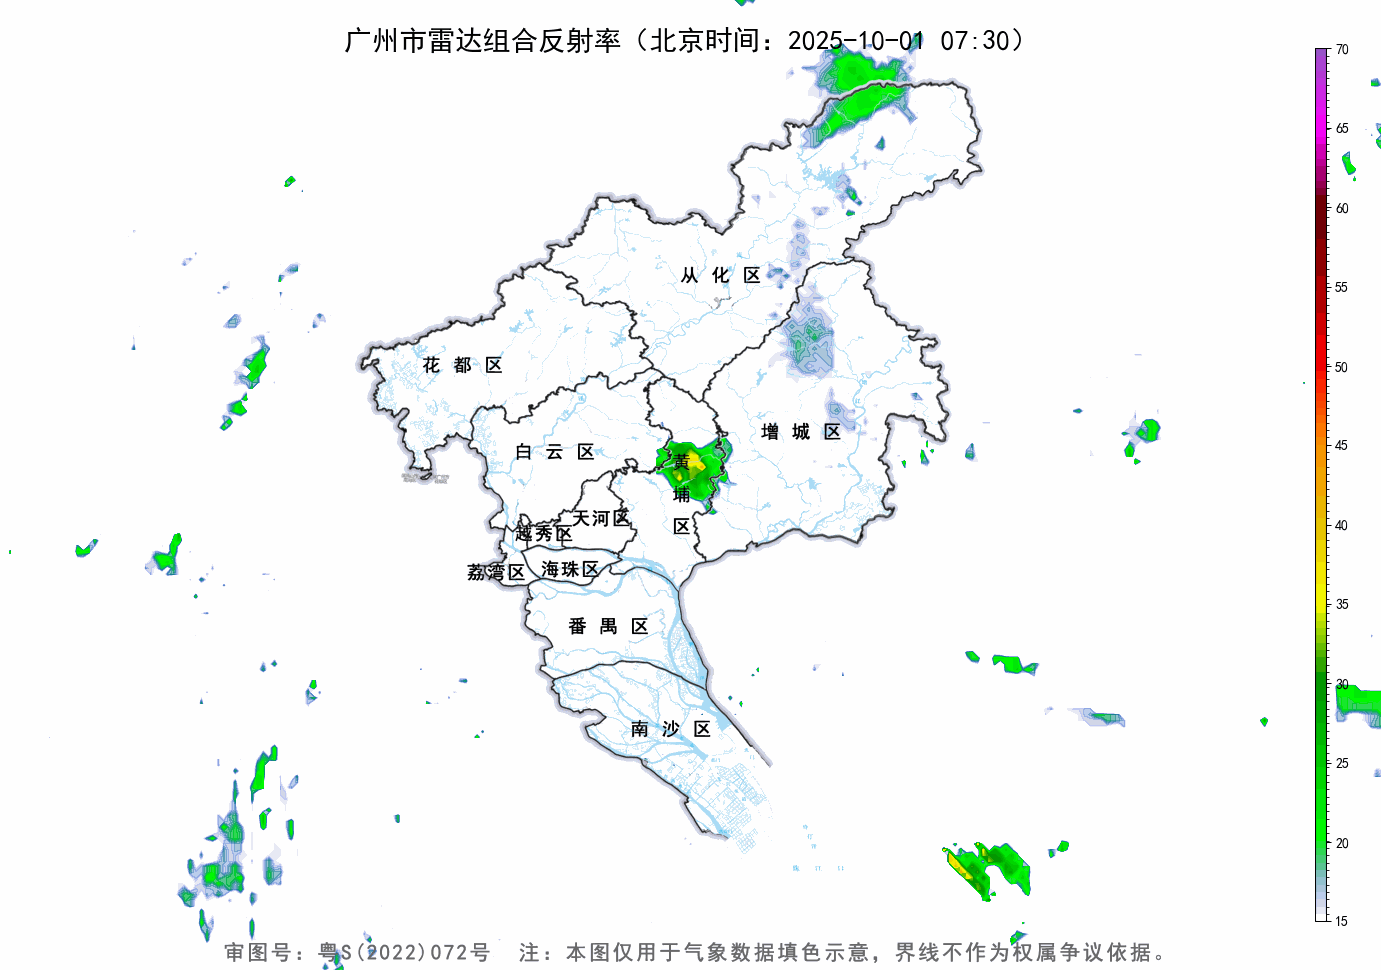 广州市雷达组合反射率（北京时间：2025-10-01 07:30）
70
65
60
55
50
45
40
35
30
25
20
15
从化区
花都区
增城区
白云区
黄埔区
天河区
越秀区
荔湾区
海珠区
番禺区
南沙区
审图号：粤S(2022)072号 注：本图仅用于气象数据填色示意，界线不作为权属争议依据。